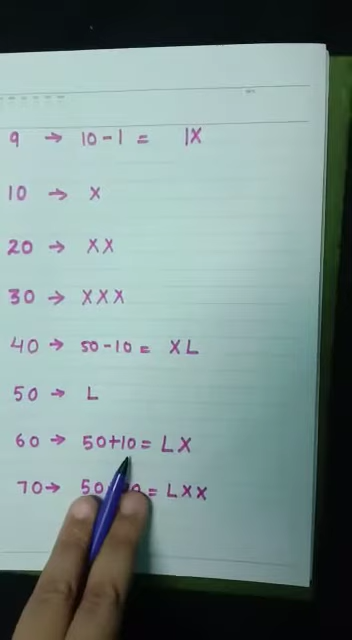 9 → 10 - 1 = IX
10 → X
20 → XX
30 → XXX
40 → 50 - 10 = XL
50 → L
60 → 50 + 10 = LX
70 → 50 0 = LXX